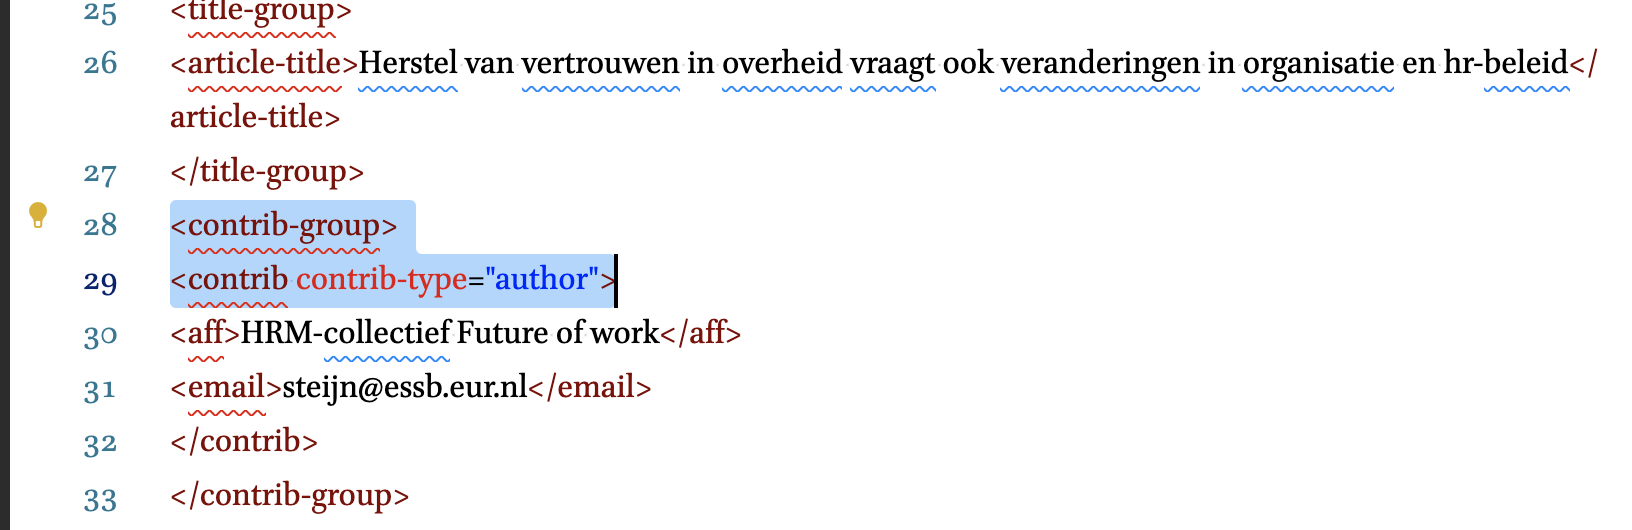 25 <title-group>
26 <article-title>Herstel van vertrouwen in overheid vraagt ook veranderingen in organisatie en hr-beleid</
article-title>
27 </title-group>
28 <contrib-group>
29 <contrib contrib-type="author">
30 <aff>HRM-collectief Future of work</aff>
31 <email>steijn@essb.eur.nl</email>
32 </contrib>
33 </contrib-group>